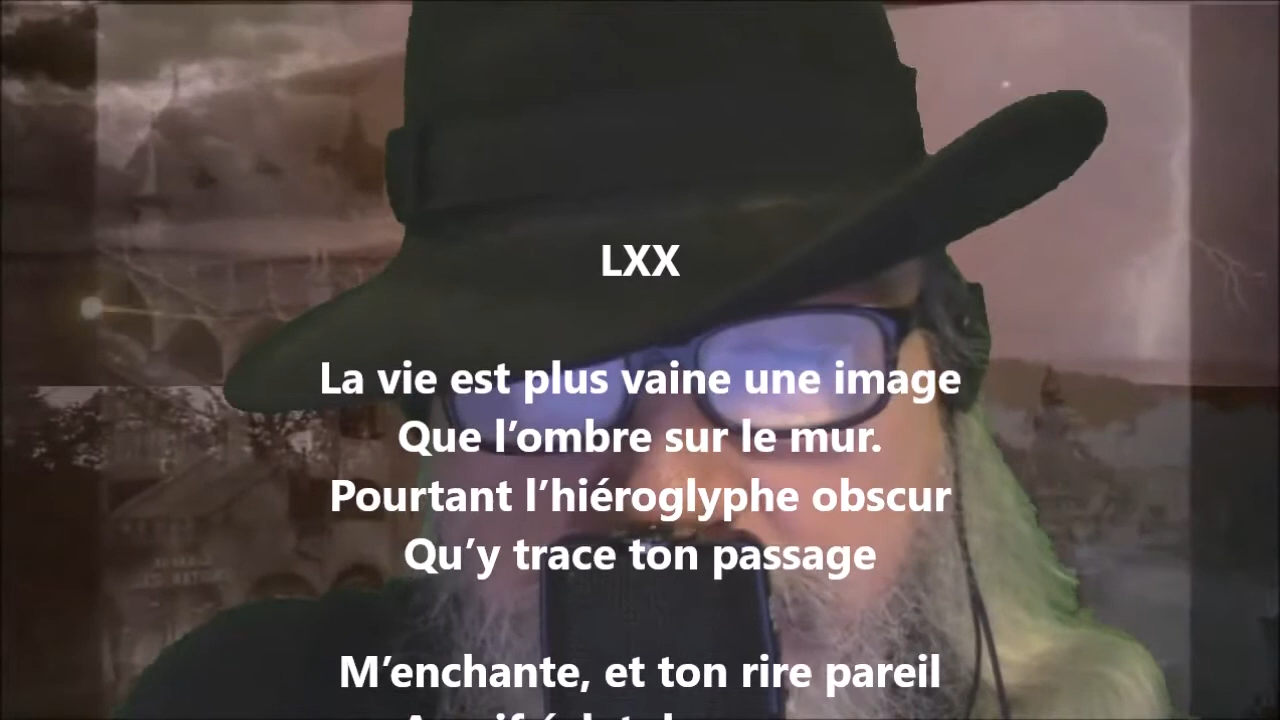 LXX
La vie est plus vaine une image
Que l’ombre sur le mur.
Pourtant l’hiéroglyphe obscur
Qu’y trace ton passage
M’enchante, et ton rire pareil